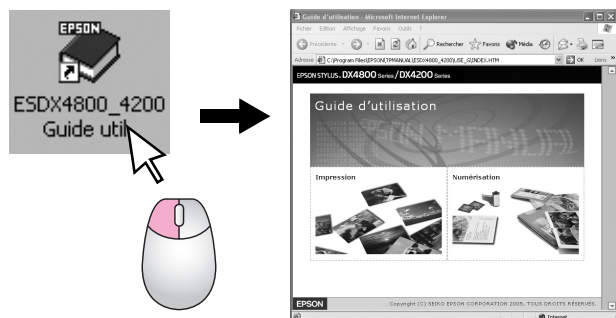 EPSON
ESDX4800_4200
Guide util
Guide d'utilisation - Microsoft Internet Explorer
Fichier Edition Affichage Favoris Outils ?
Précédente
Rechercher Favoris Média
Adresse C:\Program Files\EPSON\TPMANUAL\ESDX4800_4200\USE_G\INDEX.HTM OK Liens »
EPSON STYLUS. DX4800 Series / DX4200 Series
Guide d'utilisation
Impression
Numérisation
EPSON
Copyright (C) SEIKO EPSON CORPORATION 2005, TOUS DROITS RÉSERVÉS.
Internet